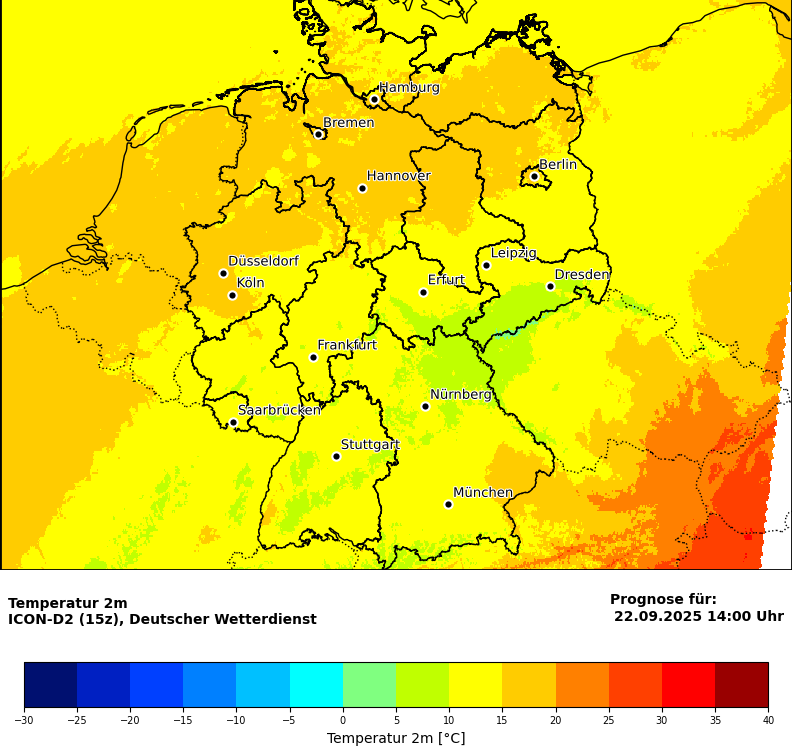 Hamburg
Bremen
Berlin
Hannover
Leipzig
Düsseldorf
Dresden
Köln
Erfurt
Frankfurt
Nürnberg
Saarbrücken
Stuttgart
München
Temperatur 2m
ICON-D2 (15z), Deutscher Wetterdienst
Prognose für:
22.09.2025 14:00 Uhr
−30 −25 −20 −15 −10 −5 0 5 10 15 20 25 30 35 40
Temperatur 2m [°C]